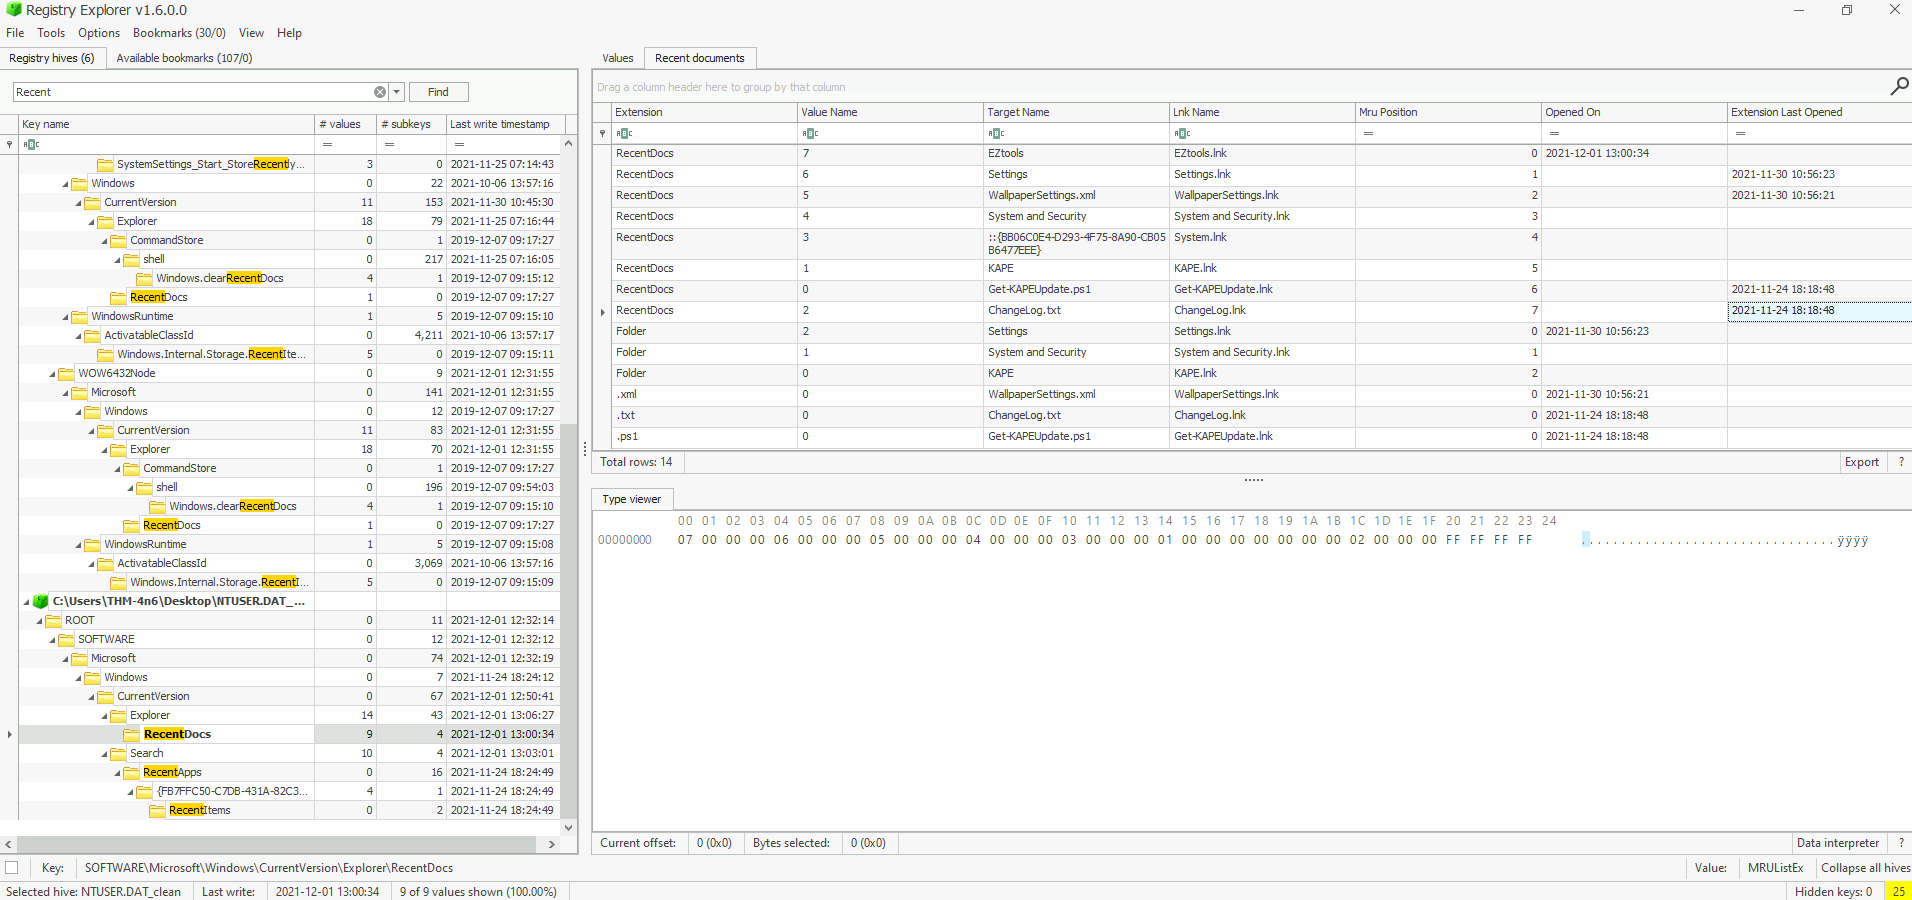 Registry Explorer v1.6.0.0
File Tools Options Bookmarks (30/0) View Help
Registry hives (6) Available bookmarks (107/0)
Recent Find
Key name # values # subkeys Last write timestamp
SystemSettings_Start_StoreRecently... 3 0 2021-11-25 07:14:43
Windows 0 22 2021-10-06 13:57:16
CurrentVersion 11 153 2021-11-30 10:45:30
Explorer 18 79 2021-11-25 07:16:44
CommandStore 0 1 2019-12-07 09:17:27
shell 0 217 2021-11-25 07:16:05
Windows.clearRecentDocs 4 1 2019-12-07 09:15:12
RecentDocs 1 0 2019-12-07 09:17:27
WindowsRuntime 1 5 2019-12-07 09:15:10
ActivatableClassId 0 4,211 2021-10-06 13:57:17
Windows.Internal.Storage.RecentIte... 5 0 2019-12-07 09:15:11
WOW6432Node 0 9 2021-12-01 12:31:55
Microsoft 0 141 2021-12-01 12:31:55
Windows 0 12 2019-12-07 09:17:27
CurrentVersion 11 83 2021-12-01 12:31:55
Explorer 18 70 2021-12-01 12:31:55
CommandStore 0 1 2019-12-07 09:17:27
shell 0 196 2019-12-07 09:54:03
Windows.clearRecentDocs 4 1 2019-12-07 09:15:10
RecentDocs 1 0 2019-12-07 09:17:27
WindowsRuntime 1 5 2019-12-07 09:15:08
ActivatableClassId 0 3,069 2021-10-06 13:57:16
Windows.Internal.Storage.RecentI... 5 0 2019-12-07 09:15:09
C:\Users\THM-4n6\Desktop\NTUSER.DAT_...
ROOT 0 11 2021-12-01 12:32:14
SOFTWARE 0 12 2021-12-01 12:32:12
Microsoft 0 74 2021-12-01 12:32:19
Windows 0 7 2021-11-24 18:24:12
CurrentVersion 0 67 2021-12-01 12:50:41
Explorer 14 43 2021-12-01 13:06:27
RecentDocs 9 4 2021-12-01 13:00:34
Search 10 4 2021-12-01 13:03:01
RecentApps 0 16 2021-11-24 18:24:49
{FB7FFC50-C7DB-431A-82C3... 4 1 2021-11-24 18:24:49
RecentItems 0 2 2021-11-24 18:24:49
Values Recent documents
Drag a column header here to group by that column
Extension Value Name Target Name Lnk Name Mru Position Opened On Extension Last Opened
RecentDocs 7 EZtools EZtools.lnk 0 2021-12-01 13:00:34
RecentDocs 6 Settings Settings.lnk 1 2021-11-30 10:56:23
RecentDocs 5 WallpaperSettings.xml WallpaperSettings.lnk 2 2021-11-30 10:56:21
RecentDocs 4 System and Security System and Security.lnk 3
RecentDocs 3 ::{BB06C0E4-D293-4F75-8A90-CB05 System.lnk 4
B6477EEE}
RecentDocs 1 KAPE KAPE.lnk 5
RecentDocs 0 Get-KAPEUpdate.ps1 Get-KAPEUpdate.lnk 6 2021-11-24 18:18:48
RecentDocs 2 ChangeLog.txt ChangeLog.lnk 7 2021-11-24 18:18:48
Folder 2 Settings Settings.lnk 0 2021-11-30 10:56:23
Folder 1 System and Security System and Security.lnk 1
Folder 0 KAPE KAPE.lnk 2
.xml 0 WallpaperSettings.xml WallpaperSettings.lnk 0 2021-11-30 10:56:21
.txt 0 ChangeLog.txt ChangeLog.lnk 0 2021-11-24 18:18:48
.ps1 0 Get-KAPEUpdate.ps1 Get-KAPEUpdate.lnk 0 2021-11-24 18:18:48
Total rows: 14 Export ?
Type viewer
00 01 02 03 04 05 06 07 08 09 0A 0B 0C 0D 0E 0F 10 11 12 13 14 15 16 17 18 19 1A 1B 1C 1D 1E 1F 20 21 22 23 24
00000000 07 00 00 00 06 00 00 00 05 00 00 00 04 00 00 00 03 00 00 00 01 00 00 00 00 00 00 00 02 00 00 00 FF FF FF FF ................................ÿÿÿÿ
Current offset: 0 (0x0) Bytes selected: 0 (0x0) Data interpreter ?
Key: SOFTWARE\Microsoft\Windows\CurrentVersion\Explorer\RecentDocs Value: MRUListEx Collapse all hives
Selected hive: NTUSER.DAT_clean Last write: 2021-12-01 13:00:34 9 of 9 values shown (100.00%) Hidden keys: 0 25